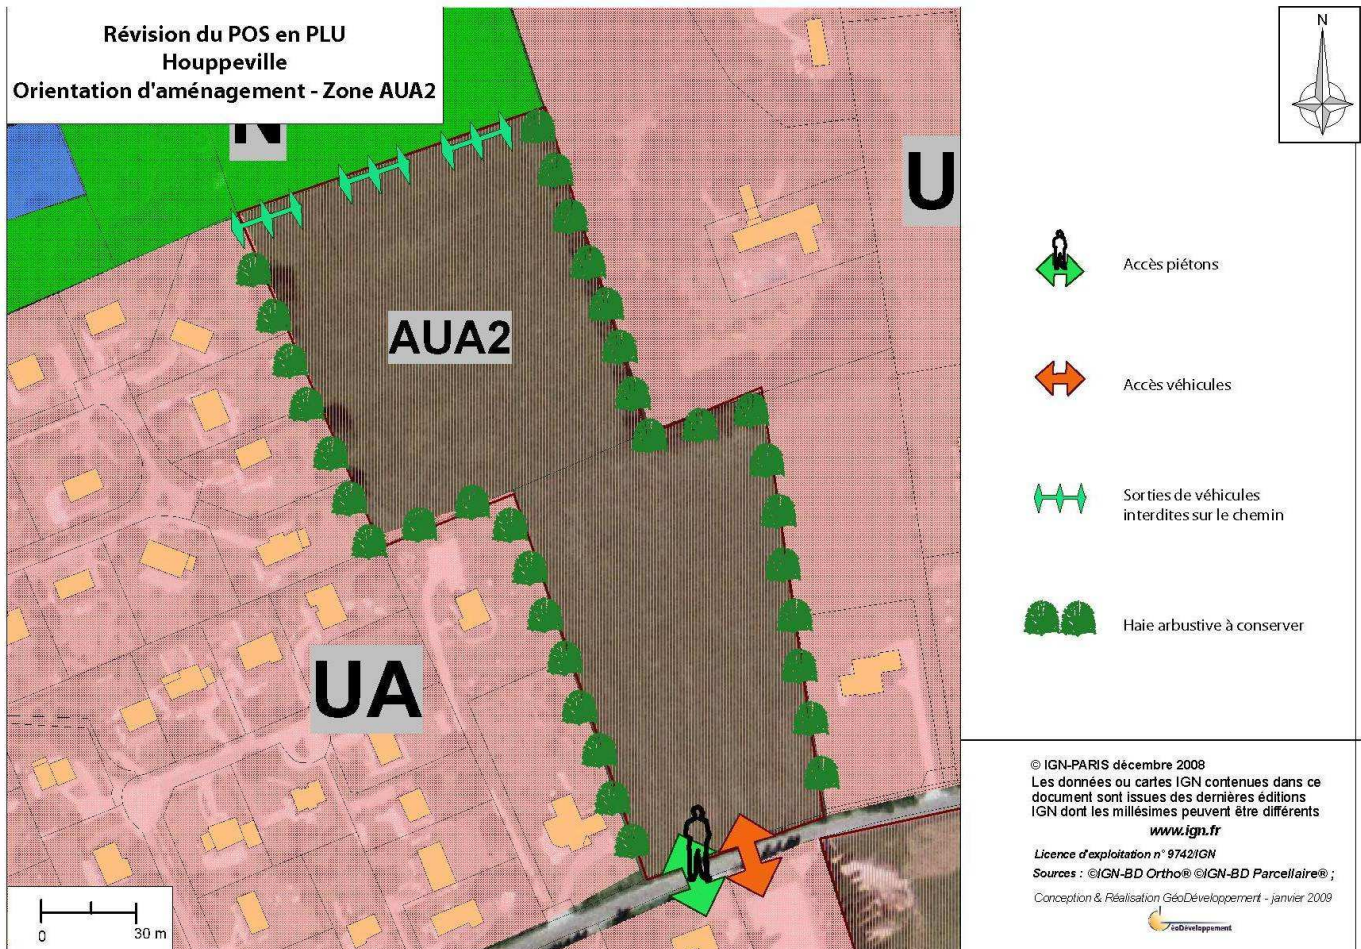 Révision du POS en PLU
Houppeville
Orientation d'aménagement - Zone AUA2
N
N
U
AUA2
UA
Accès piétons
Accès véhicules
Sorties de véhicules
interdites sur le chemin
Haie arbustive à conserver
© IGN-PARIS décembre 2008
Les données ou cartes IGN contenues dans ce
document sont issues des dernières éditions
IGN dont les millésimes peuvent être différents
www.ign.fr
Licence d'exploitation n° 9742/IGN
Sources : ©IGN-BD Ortho® ©IGN-BD Parcellaire® ;
Conception & Réalisation GéoDéveloppement - janvier 2009
GéoDéveloppement
0 30 m